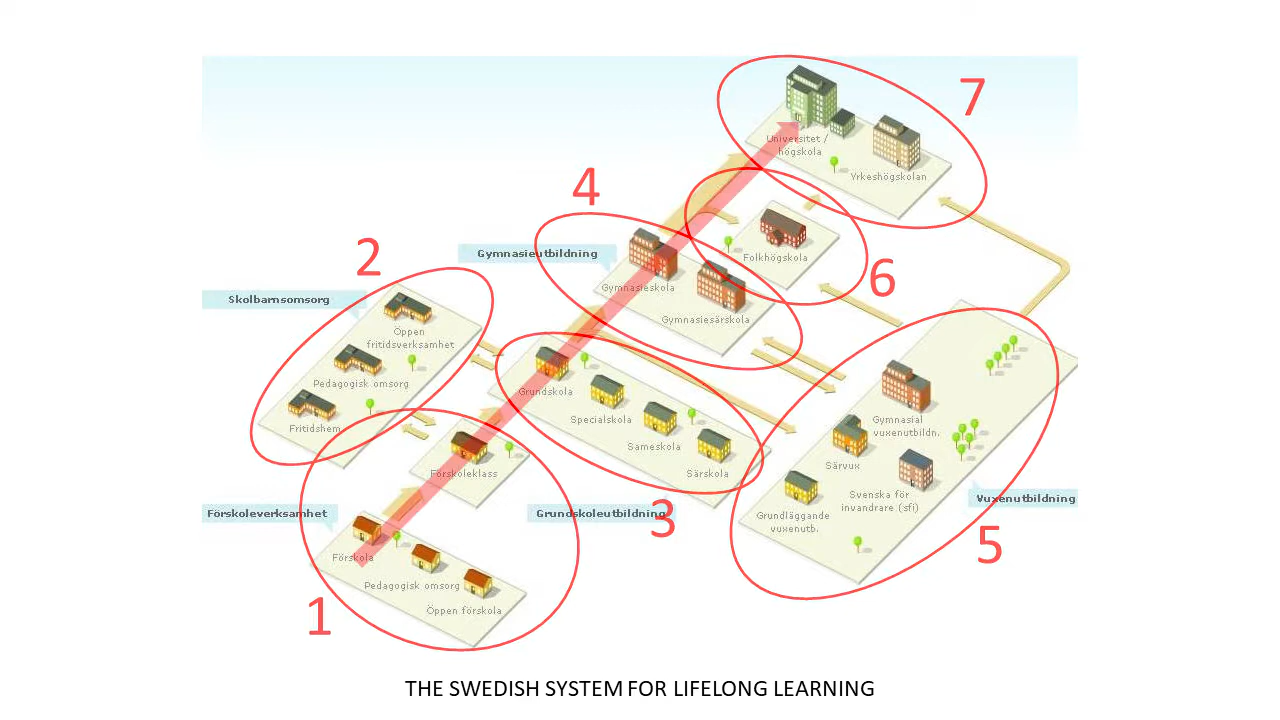 7
Universitet /
högskola
Yrkeshögskolan
4
Gymnasieutbildning
Folkhögskola
6
2
Skolbarnsomsorg
Gymnasieskola
Gymnasiesärskola
Öppen
fritidsverksamhet
Pedagogisk omsorg
Fritidshem
Grundskola
Specialskola
Sameskola
Särskola
Förskoleklass
Gymnasial
vuxenutbildn.
Särvux
Svenska för
invandrare (sfi)
Grundläggande
vuxenutb.
Vuxenutbildning
5
Förskoleverksamhet
Grundskoleutbildning
3
Förskola
Pedagogisk omsorg
Öppen förskola
1
THE SWEDISH SYSTEM FOR LIFELONG LEARNING